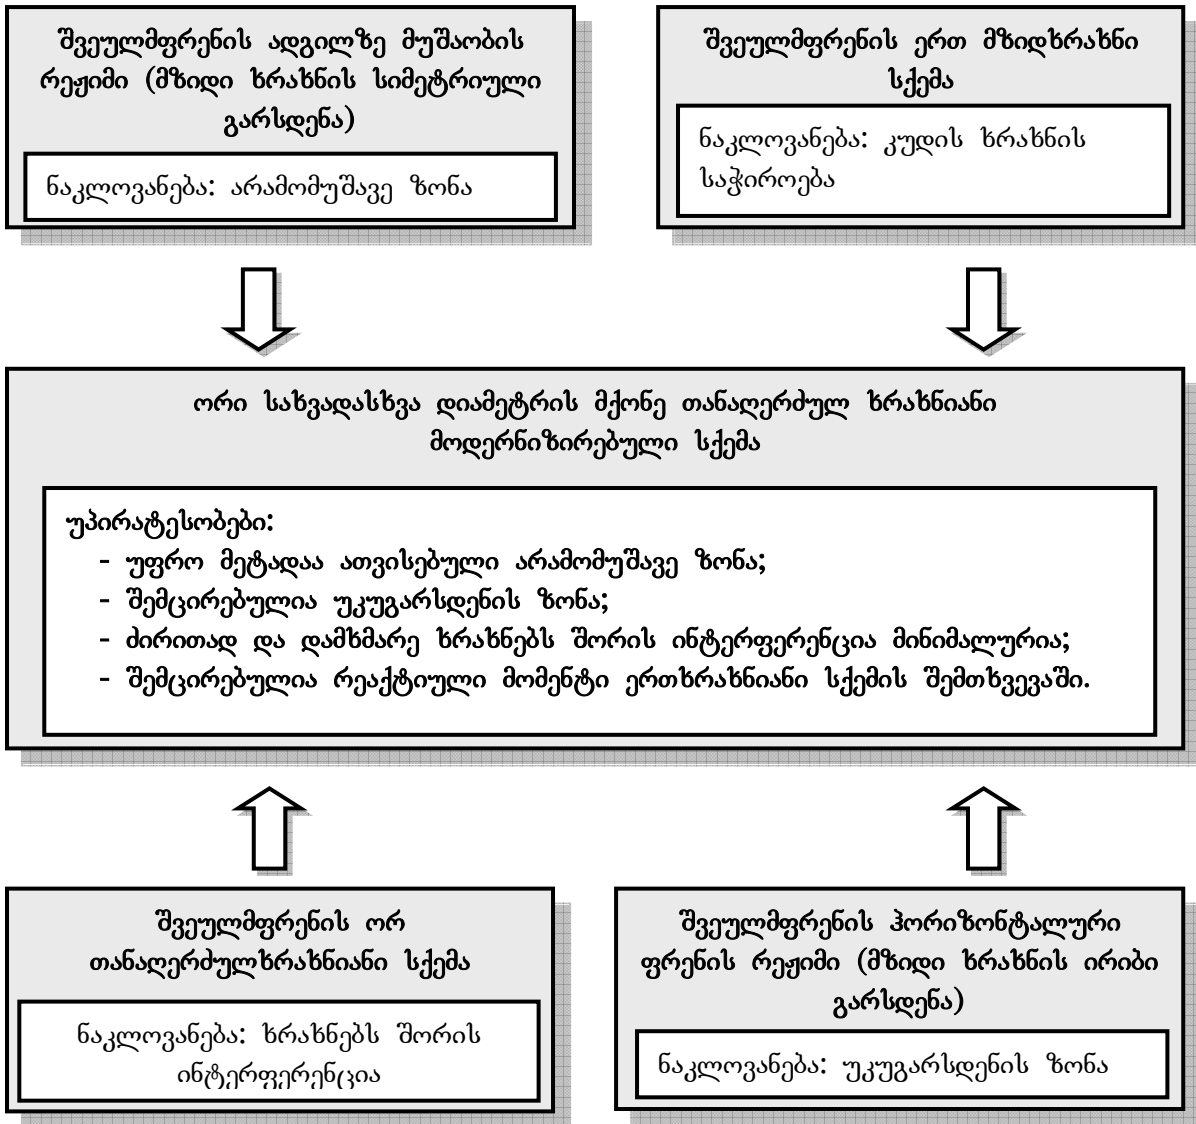 შვეულმფრენის ადგილზე მუშაობის
რეჟიმი (მზიდი ხრახნის სიმეტრიული
გარსდენა)
ნაკლოვანება: არამომუშავე ზონა
შვეულმფრენის ერთ მზიდხრახნი
სქემა
ნაკლოვანება: კუდის ხრახნის
საჭიროება
ორი სახვადასხვა დიამეტრის მქონე თანაღერძულ ხრახნიანი
მოდერნიზირებული სქემა
უპირატესობები:
- უფრო მეტადაა ათვისებული არამომუშავე ზონა;
- შემცირებულია უკუგარსდენის ზონა;
- ძირითად და დამხმარე ხრახნებს შორის ინტერფერენცია მინიმალურია;
- შემცირებულია რეაქტიული მომენტი ერთხრახნიანი სქემის შემთხვევაში.
შვეულმფრენის ორ
თანაღერძულხრახნიანი სქემა
ნაკლოვანება: ხრახნებს შორის
ინტერფერენცია
შვეულმფრენის ჰორიზონტალური
ფრენის რეჟიმი (მზიდი ხრახნის ირიბი
გარსდენა)
ნაკლოვანება: უკუგარსდენის ზონა